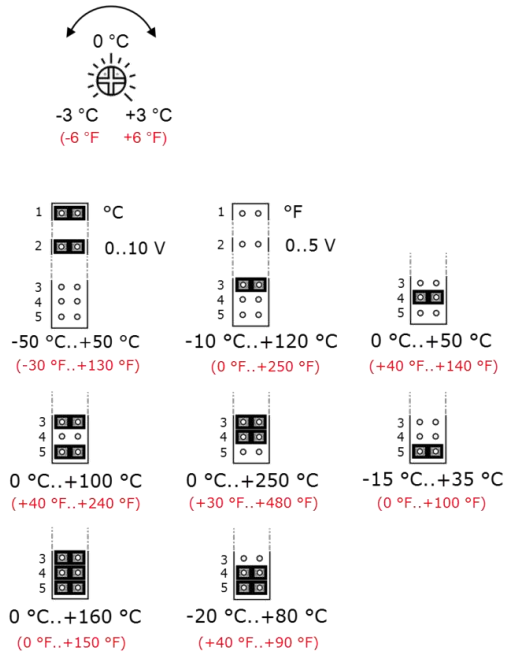 0 °C
-3 °C +3 °C
(-6 °F +6 °F)
1 °C
2 0..10 V
3
4
5
-50 °C..+50 °C
(-30 °F..+130 °F)
1 °F
2 0..5 V
3
4
5
-10 °C..+120 °C
(0 °F..+250 °F)
3
4
5
0 °C..+50 °C
(+40 °F..+140 °F)
3
4
5
0 °C..+100 °C
(+40 °F..+240 °F)
3
4
5
0 °C..+250 °C
(+30 °F..+480 °F)
3
4
5
-15 °C..+35 °C
(0 °F..+100 °F)
3
4
5
0 °C..+160 °C
(0 °F..+150 °F)
3
4
5
-20 °C..+80 °C
(+40 °F..+90 °F)